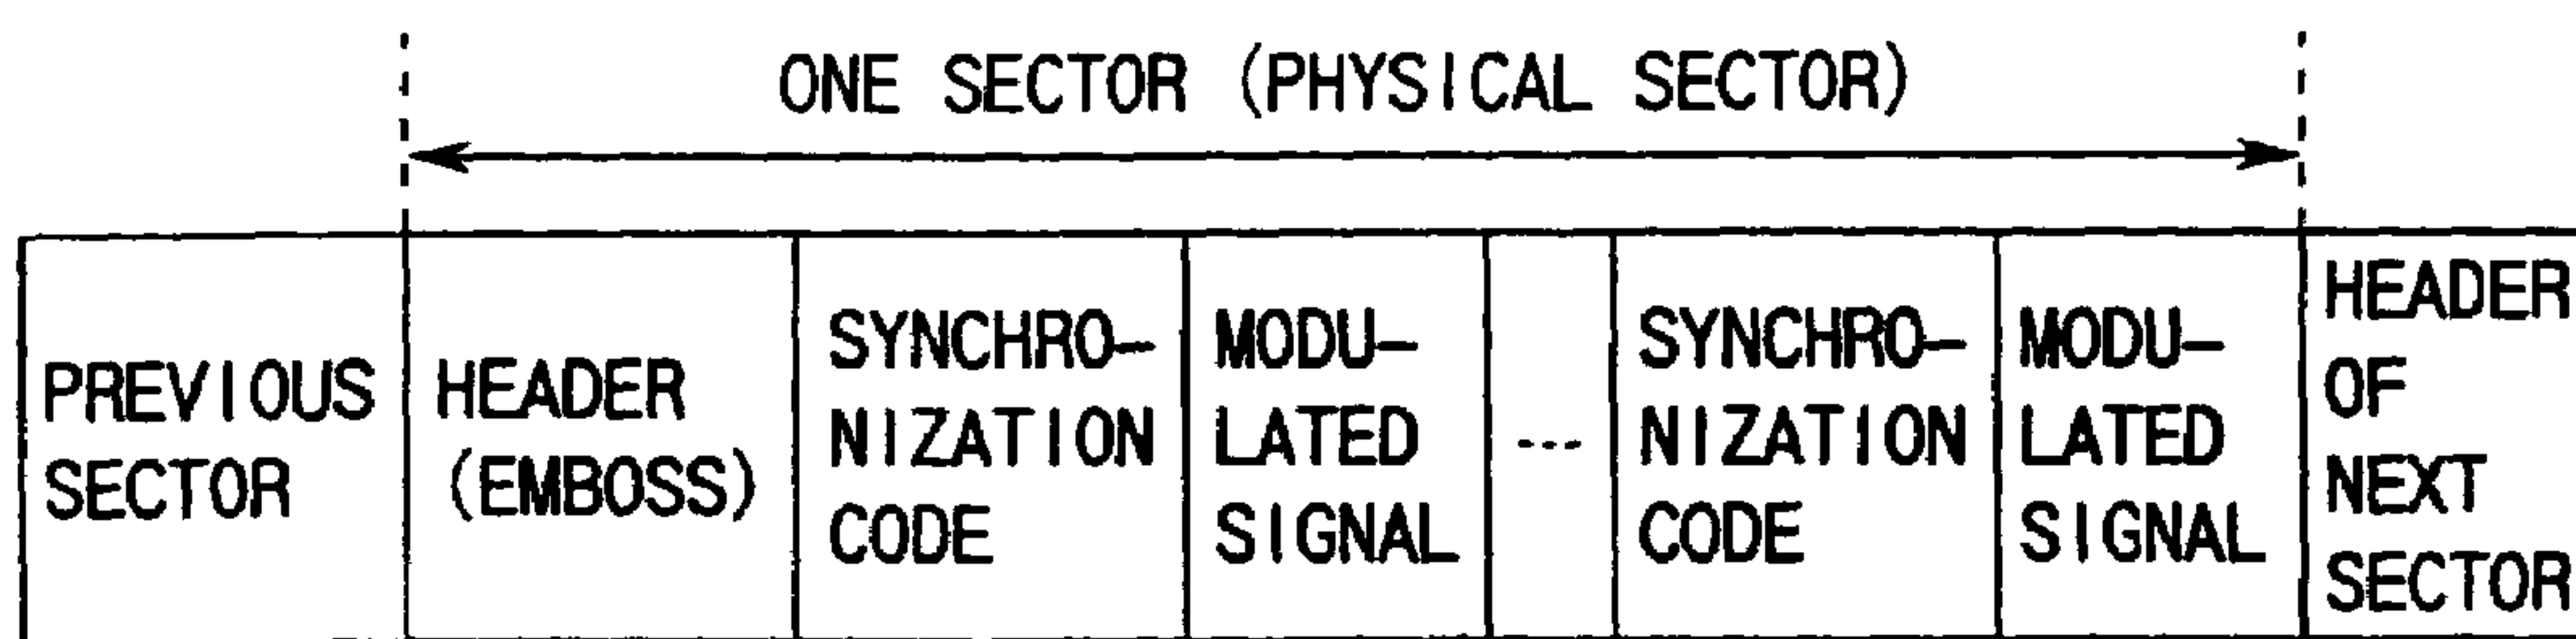 ONE SECTOR (PHYSICAL SECTOR)
PREVIOUS
SECTOR
HEADER
(EMBOSS)
SYNCHRO-
NIZATION
CODE
MODU-
LATED
SIGNAL
---
SYNCHRO-
NIZATION
CODE
MODU-
LATED
SIGNAL
HEADER
OF
NEXT
SECTOR